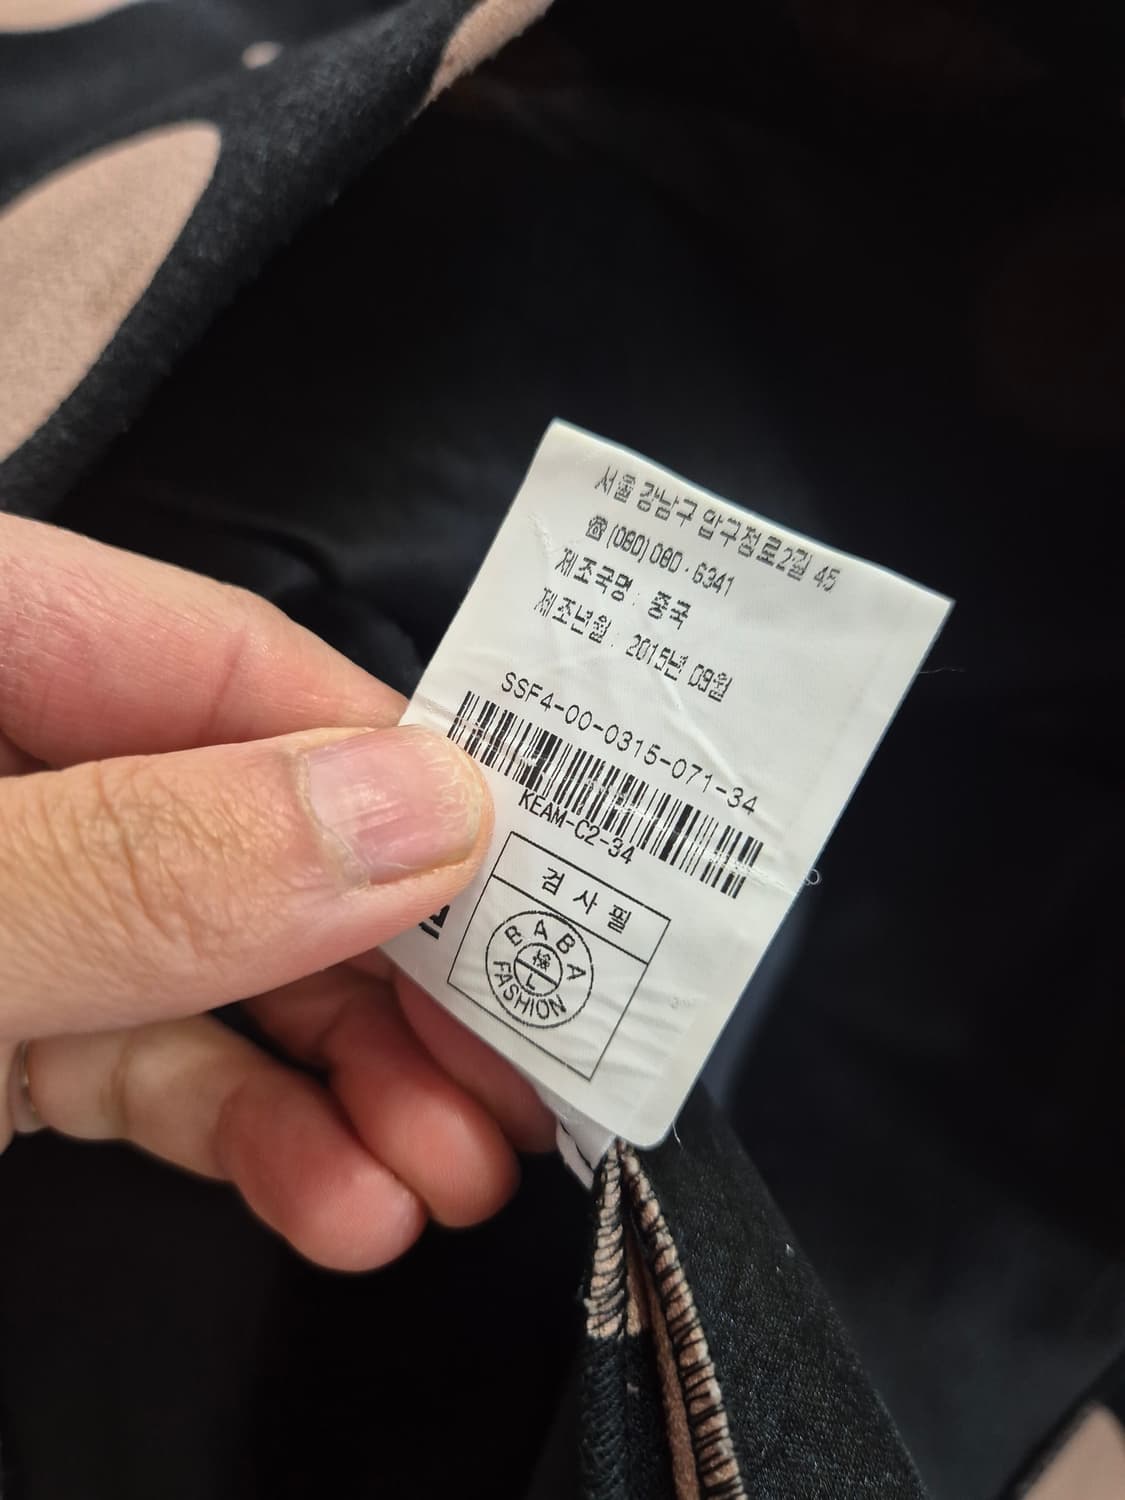 서울 강남구 압구정로2길 45
☎(080)080·6341
제조국명 : 중국
제조년월 : 2015년 09월
SSF4-00-0315-071-34
KEAM-C2-34
검사필
BABA
檢
L
FASHION